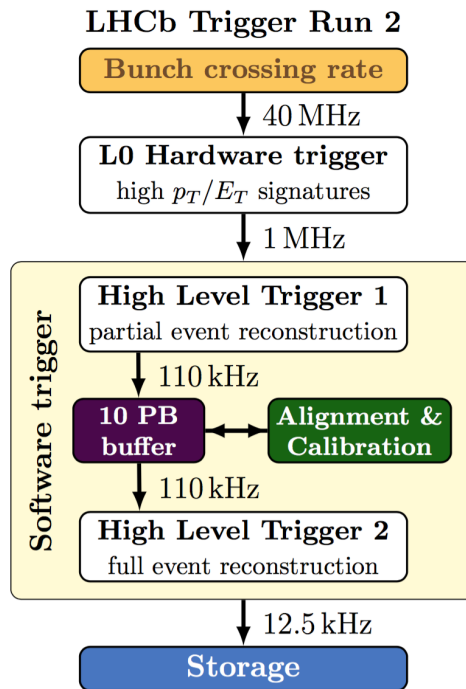 LHCb Trigger Run 2
Bunch crossing rate
40 MHz
L0 Hardware trigger
high p_T/E_T signatures
1 MHz
Software trigger
High Level Trigger 1
partial event reconstruction
110 kHz
10 PB
buffer
Alignment &
Calibration
110 kHz
High Level Trigger 2
full event reconstruction
12.5 kHz
Storage